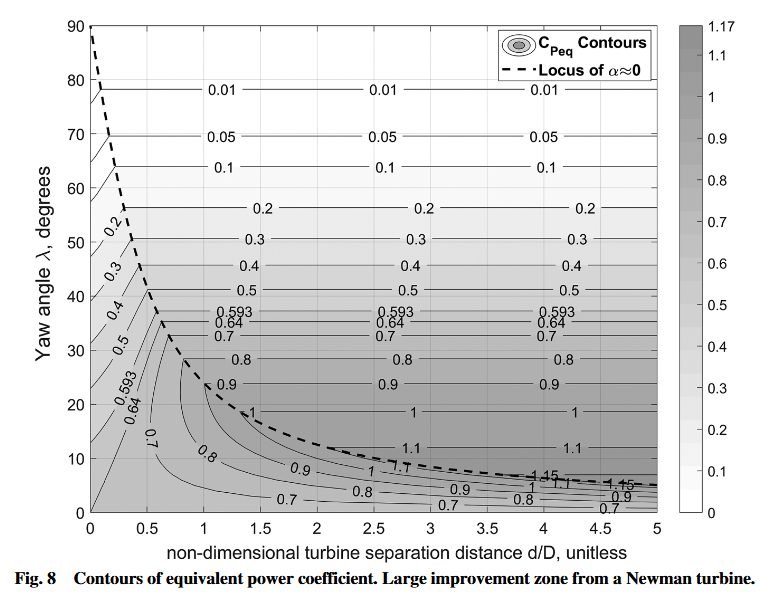 90
80
70
60
50
40
30
20
10
0
Yaw angle λ, degrees
C_Peq Contours
Locus of α≈0
0.01 0.01 0.01
0.05 0.05 0.05
0.1 0.1 0.1
0.2 0.2 0.2 0.2
0.3 0.3 0.3 0.3
0.4 0.4 0.4 0.4
0.5 0.5 0.5 0.5
0.593 0.593 0.593 0.593
0.64 0.64 0.64 0.64
0.7 0.7 0.7 0.7
0.8 0.8 0.8
0.9 0.9 0.9
1 1 1
1.1 1.1
0.8 0.9 1 1.1 1.15 1.15
0.7 0.8 0.9 1 1.1 0.9
0.7 0.8 0.7
0 0.5 1 1.5 2 2.5 3 3.5 4 4.5 5
non-dimensional turbine separation distance d/D, unitless
1.17
1.1
1
0.9
0.8
0.7
0.6
0.5
0.4
0.3
0.2
0.1
0
Fig. 8 Contours of equivalent power coefficient. Large improvement zone from a Newman turbine.